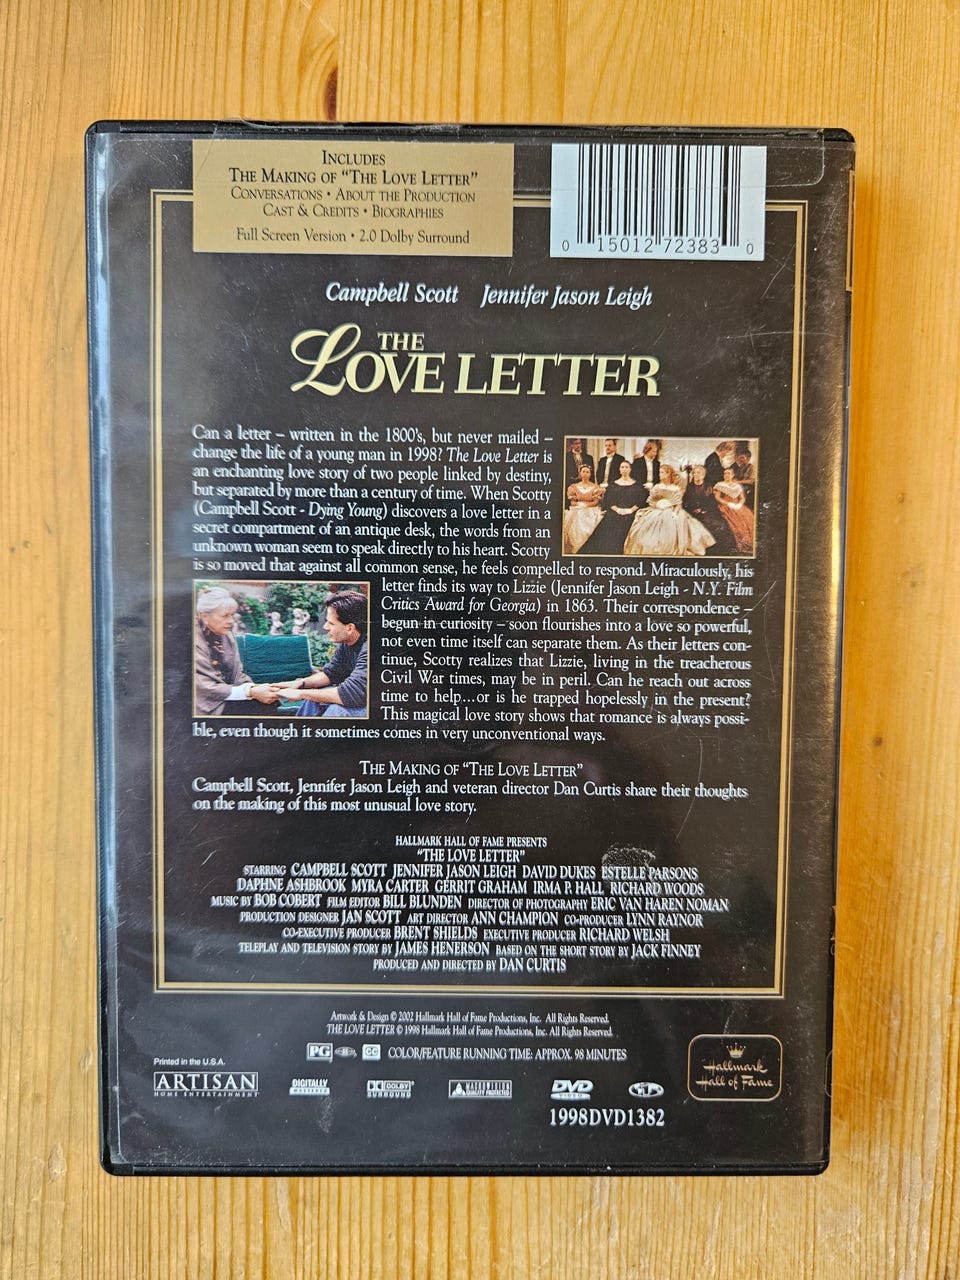 INCLUDES
THE MAKING OF "THE LOVE LETTER"
CONVERSATIONS • ABOUT THE PRODUCTION
CAST & CREDITS • BIOGRAPHIES
Full Screen Version • 2.0 Dolby Surround
0 15012 72383 0
Campbell Scott Jennifer Jason Leigh
THE
LOVE LETTER
Can a letter – written in the 1800's, but never mailed –
change the life of a young man in 1998? The Love Letter is
an enchanting love story of two people linked by destiny,
but separated by more than a century of time. When Scotty
(Campbell Scott - Dying Young) discovers a love letter in a
secret compartment of an antique desk, the words from an
unknown woman seem to speak directly to his heart. Scotty
is so moved that against all common sense, he feels compelled to respond. Miraculously, his
letter finds its way to Lizzie (Jennifer Jason Leigh - N.Y. Film
Critics Award for Georgia) in 1863. Their correspondence –
begun in curiosity – soon flourishes into a love so powerful,
not even time itself can separate them. As their letters con-
tinue, Scotty realizes that Lizzie, living in the treacherous
Civil War times, may be in peril. Can he reach out across
time to help...or is he trapped hopelessly in the present?
This magical love story shows that romance is always possi-
ble, even though it sometimes comes in very unconventional ways.
THE MAKING OF "THE LOVE LETTER"
Campbell Scott, Jennifer Jason Leigh and veteran director Dan Curtis share their thoughts
on the making of this most unusual love story.
HALLMARK HALL OF FAME PRESENTS
"THE LOVE LETTER"
STARRING CAMPBELL SCOTT JENNIFER JASON LEIGH DAVID DUKES ESTELLE PARSONS
DAPHNE ASHBROOK MYRA CARTER GERRIT GRAHAM IRMA P. HALL RICHARD WOODS
MUSIC BY BOB COBERT FILM EDITOR BILL BLUNDEN DIRECTOR OF PHOTOGRAPHY ERIC VAN HAREN NOMAN
PRODUCTION DESIGNER JAN SCOTT ART DIRECTOR ANN CHAMPION CO-PRODUCER LYNN RAYNOR
CO-EXECUTIVE PRODUCER BRENT SHIELDS EXECUTIVE PRODUCER RICHARD WELSH
TELEPLAY AND TELEVISION STORY BY JAMES HENERSON BASED ON THE SHORT STORY BY JACK FINNEY
PRODUCED AND DIRECTED BY DAN CURTIS
Artwork & Design © 2002 Hallmark Hall of Fame Productions, Inc. All Rights Reserved.
THE LOVE LETTER © 1998 Hallmark Hall of Fame Productions, Inc. All Rights Reserved.
PG CC COLOR/FEATURE RUNNING TIME: APPROX. 98 MINUTES
Printed in the U.S.A.
ARTISAN
HOME ENTERTAINMENT
DIGITALLY
MASTERED
DOLBY
SURROUND
MACROVISION
QUALITY PROTECTED
DVD
VIDEO
1
1998DVD1382
Hallmark
Hall of Fame